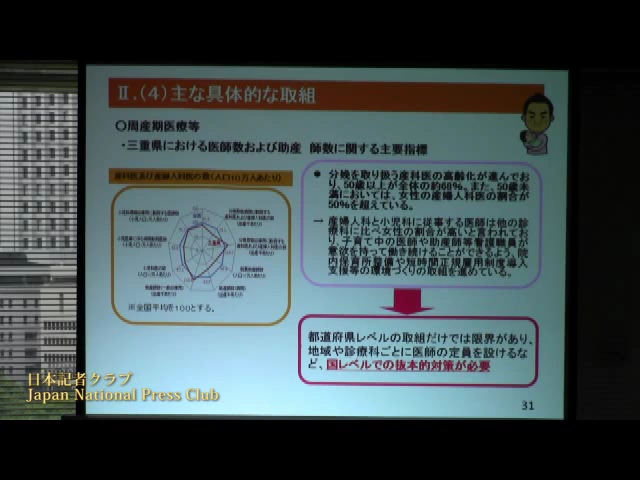 Ⅱ.(4)主な具体的な取組
○周産期医療等
・三重県における医師数および助産 師数に関する主要指標
産科医及び産婦人科医の数(人口10万人あたり)
三重県
※全国平均を100とする。
● 分娩を取り扱う産科医の高齢化が進んで
おり、50歳以上が全体の約68%。また、50歳未
満においては、女性の産婦人科医の割合が
50%を超えている。
→ 産婦人科と小児科に従事する医師は他の診
療科に比べ女性の割合が高いと言われてお
り、子育て中の医師や助産師等看護職員が
意欲を持って働き続けることができるよう、院
内保育所整備や短時間正規雇用制度導入
支援等の環境づくりの取組を進めている。
都道府県レベルの取組だけでは限界があり、
地域や診療科ごとに医師の定員を設けるな
ど、国レベルでの抜本的対策が必要
31
日本記者クラブ
Japan National Press Club